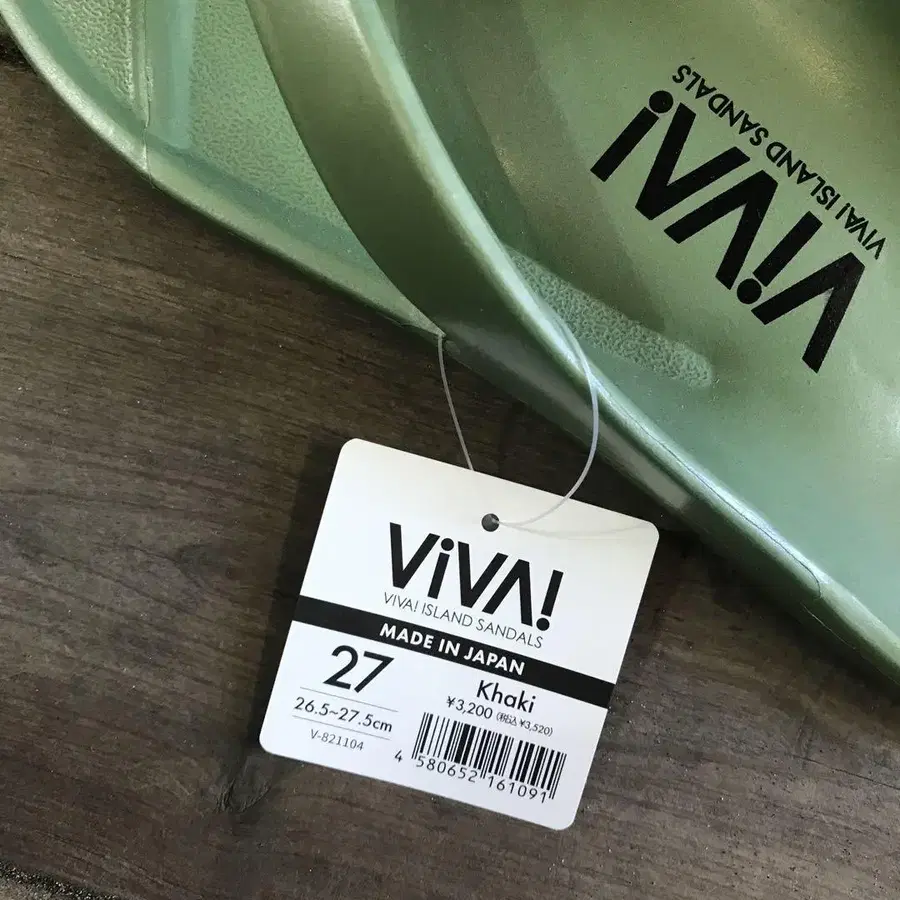 ViVA!
VIVA! ISLAND SANDALS
ViVA!
VIVA! ISLAND SANDALS
MADE IN JAPAN
27
Khaki
¥3,200 (税込 ¥3,520)
26.5~27.5cm
V-821104
4 580652 161091